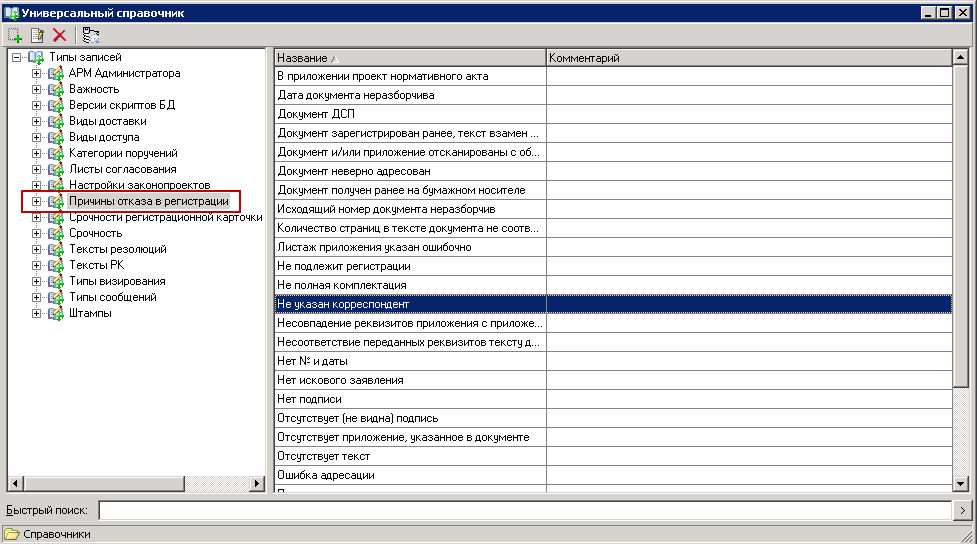 Универсальный справочник
Типы записей
АРМ Администратора
Важность
Версии скриптов БД
Виды доставки
Виды доступа
Категории поручений
Листы согласования
Настройки законопроектов
Причины отказа в регистрации
Срочности регистрационной карточки
Срочность
Тексты резолюций
Тексты РК
Типы визирования
Типы сообщений
Штампы
Название Комментарий
В приложении проект нормативного акта
Дата документа неразборчива
Документ ДСП
Документ зарегистрирован ранее, текст взамен ...
Документ и/или приложение отсканированы с об...
Документ неверно адресован
Документ получен ранее на бумажном носителе
Исходящий номер документа неразборчив
Количество страниц в тексте документа не соотв...
Листаж приложения указан ошибочно
Не подлежит регистрации
Не полная комплектация
Не указан корреспондент
Несовпадение реквизитов приложения с приложе...
Несоответствие переданных реквизитов тексту д...
Нет № и даты
Нет искового заявления
Нет подписи
Отсутствует (не видна) подпись
Отсутствует приложение, указанное в документе
Отсутствует текст
Ошибка адресации
Быстрый поиск:
Справочники